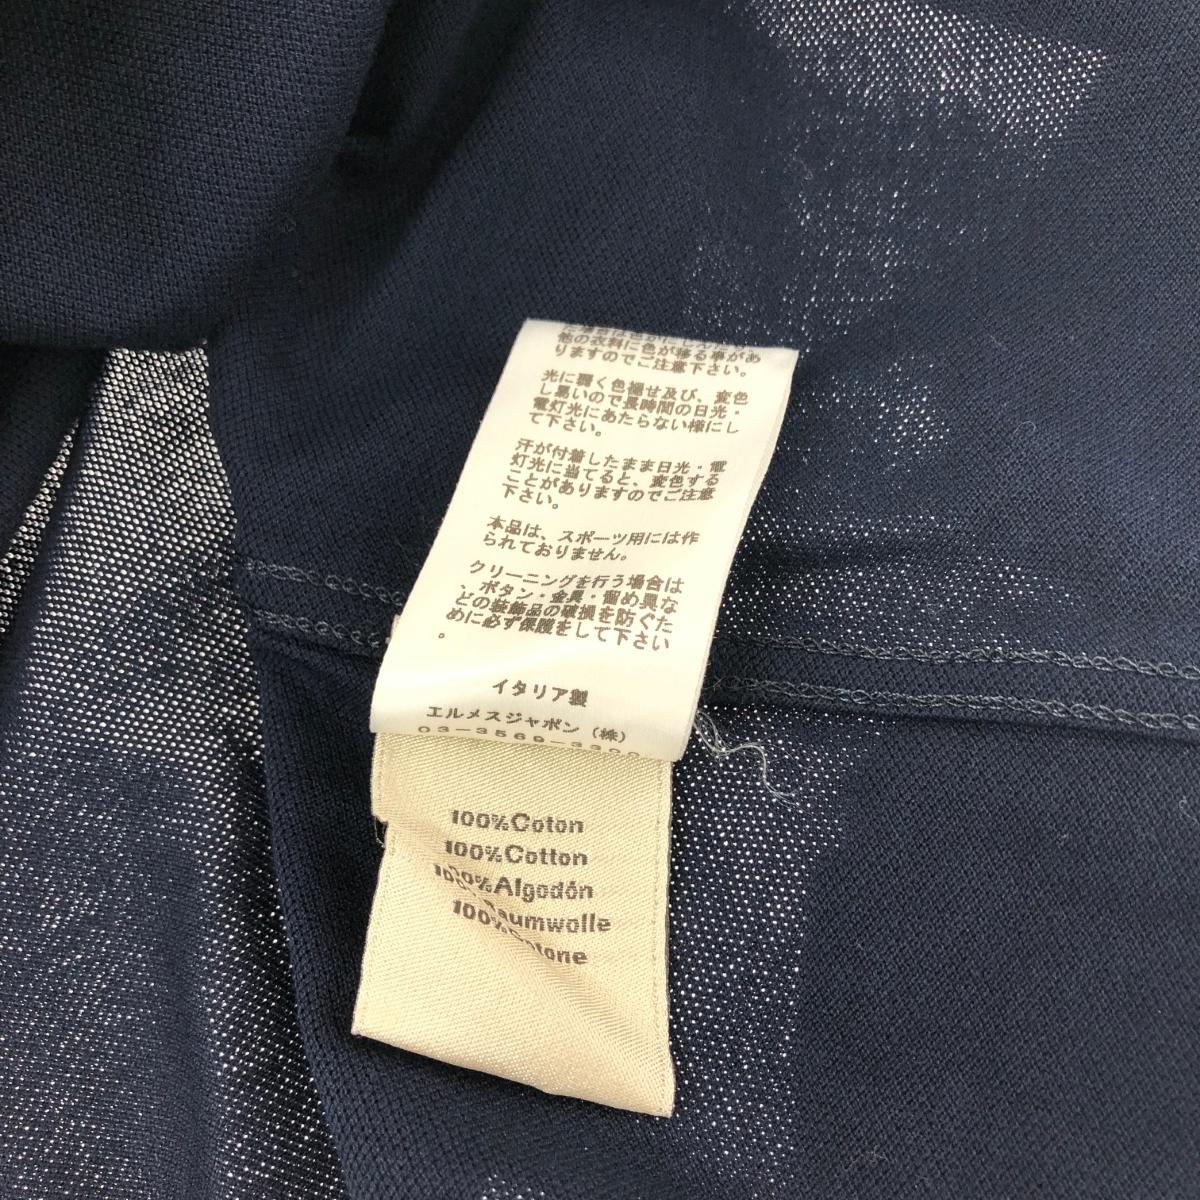 他の衣料に色が移る事があ
りますのでご注意下さい。
光に弱く色褪せ及び、変色
し易いので長時間の日光・
電灯光にあたらない様にし
て下さい。
汗が付着したまま日光・電
灯光に当てると、変色する
ことがありますのでご注意
下さい。
本品は、スポーツ用には作
られておりません。
クリーニングを行う場合は
、ボタン・金具・留め具な
どの装飾品の破損を防ぐた
めに必ず保護をして下さい
。
イタリア製
エルメスジャポン（株）
03-3569-3300
100%Coton
100%Cotton
100%Algodón
100% Baumwolle
100%Cotone